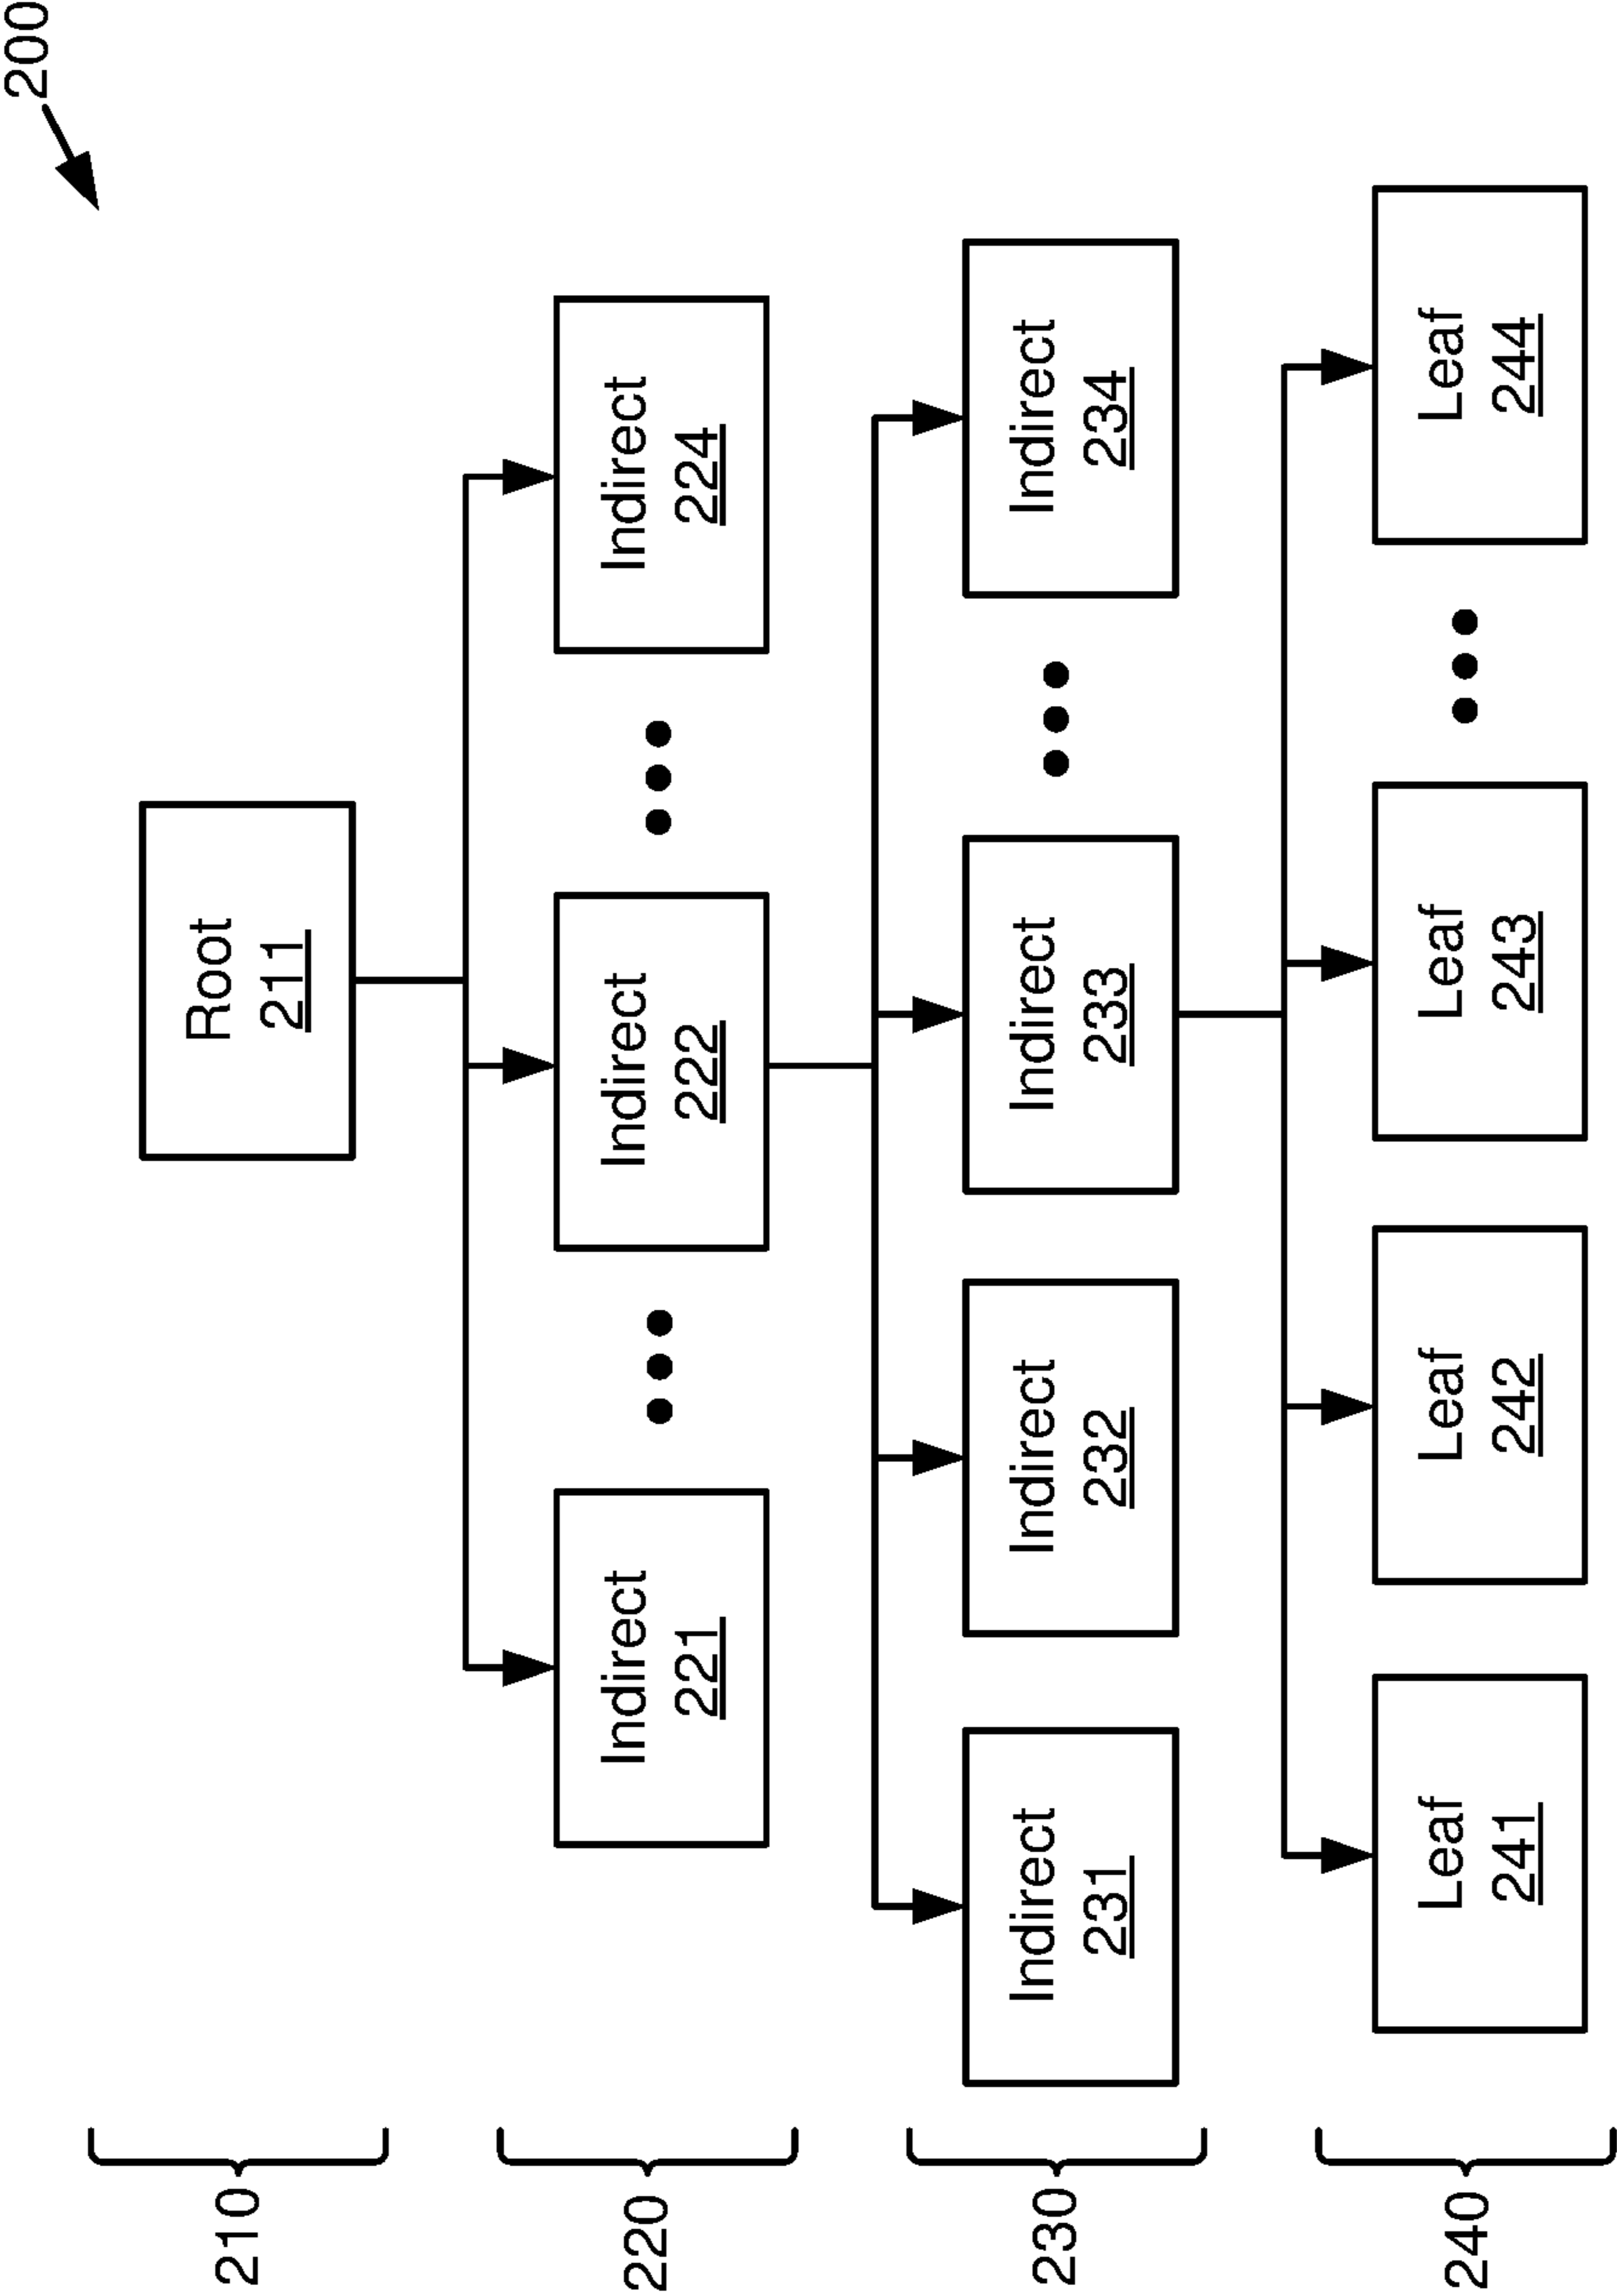 200
210
Root
211
220
Indirect
221
Indirect
222
Indirect
224
230
Indirect
231
Indirect
232
Indirect
233
Indirect
234
240
Leaf
241
Leaf
242
Leaf
243
Leaf
244